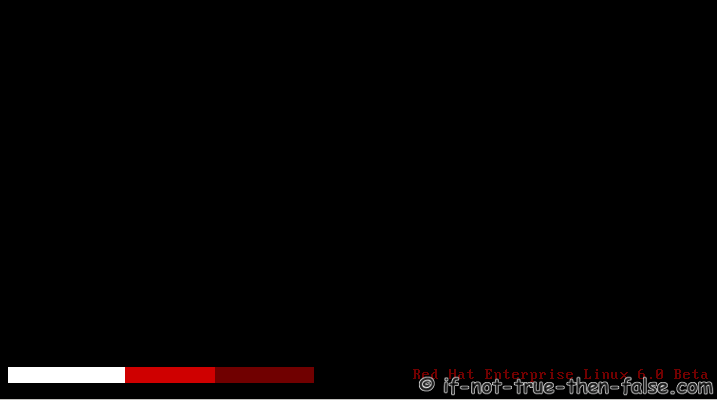 Red Hat Enterprise Linux 6.0 Beta
© if-not-true-then-false.com